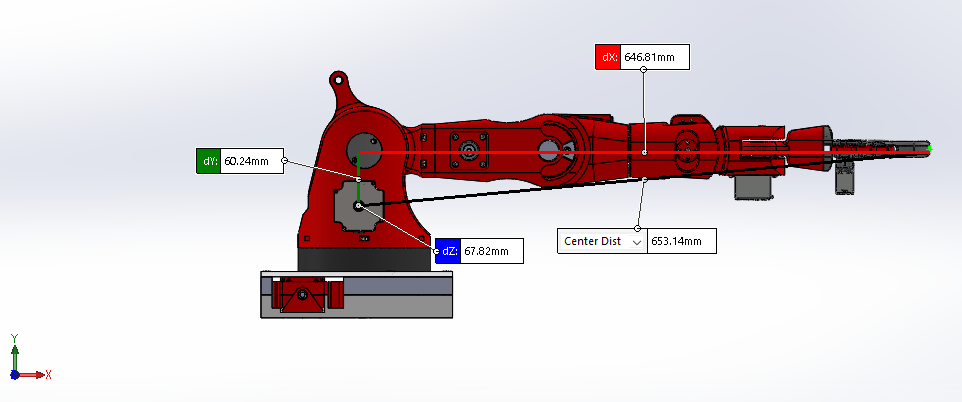 dX: 646.81mm
dY: 60.24mm
dZ: 67.82mm
Center Dist 653.14mm
Y
X